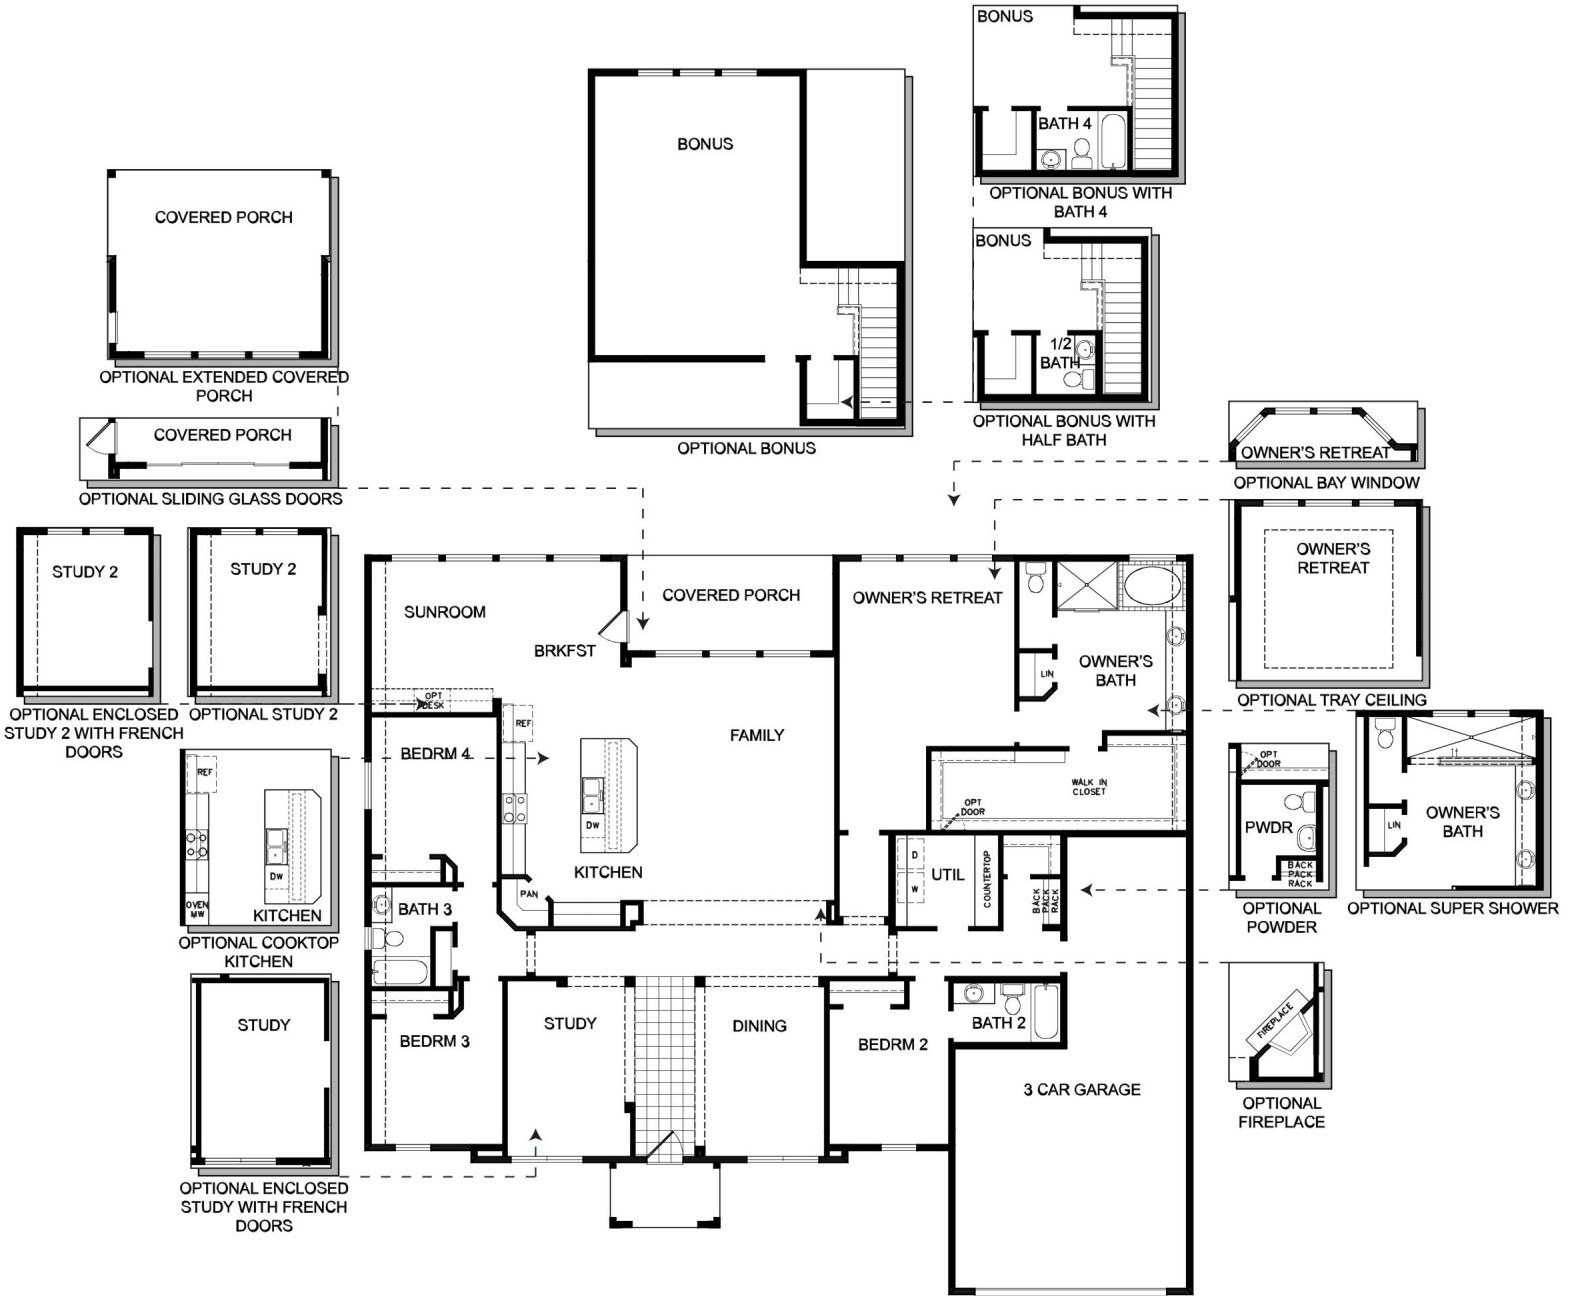 BONUS
BATH 4
OPTIONAL BONUS WITH
BATH 4
BONUS
OPTIONAL BONUS
BONUS
1/2
BATH
OPTIONAL BONUS WITH
HALF BATH
COVERED PORCH
OPTIONAL EXTENDED COVERED
PORCH
COVERED PORCH
OPTIONAL SLIDING GLASS DOORS
OWNER'S RETREAT
OPTIONAL BAY WINDOW
STUDY 2
OPTIONAL ENCLOSED
STUDY 2 WITH FRENCH
DOORS
STUDY 2
OPTIONAL STUDY 2
OWNER'S
RETREAT
OPTIONAL TRAY CEILING
REF
DW
OVEN
MW
KITCHEN
OPTIONAL COOKTOP
KITCHEN
STUDY
OPTIONAL ENCLOSED
STUDY WITH FRENCH
DOORS
SUNROOM
BRKFST
COVERED PORCH
OWNER'S RETREAT
OWNER'S
BATH
LIN
OPT
DESK
REF
BEDRM 4
FAMILY
WALK IN
CLOSET
OPT
DOOR
DW
KITCHEN
PAN
D
W
UTIL
COUNTERTOP
BACK
PACK
RACK
BATH 3
BEDRM 3
STUDY
DINING
BEDRM 2
BATH 2
3 CAR GARAGE
OPT
DOOR
PWDR
BACK
PACK
RACK
OPTIONAL
POWDER
LIN
OWNER'S
BATH
OPTIONAL SUPER SHOWER
FIREPLACE
OPTIONAL
FIREPLACE